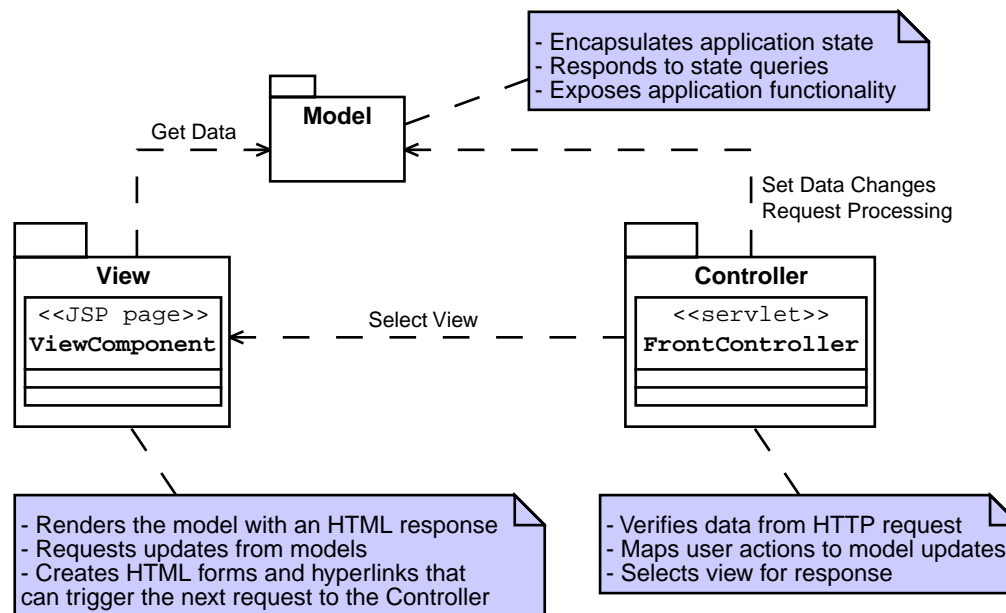 - Encapsulates application state
- Responds to state queries
- Exposes application functionality
Model
Get Data
Set Data Changes
Request Processing
View
<<JSP page>>
ViewComponent
Select View
Controller
<<servlet>>
FrontController
- Renders the model with an HTML response
- Requests updates from models
- Creates HTML forms and hyperlinks that
can trigger the next request to the Controller
- Verifies data from HTTP request
- Maps user actions to model updates
- Selects view for response